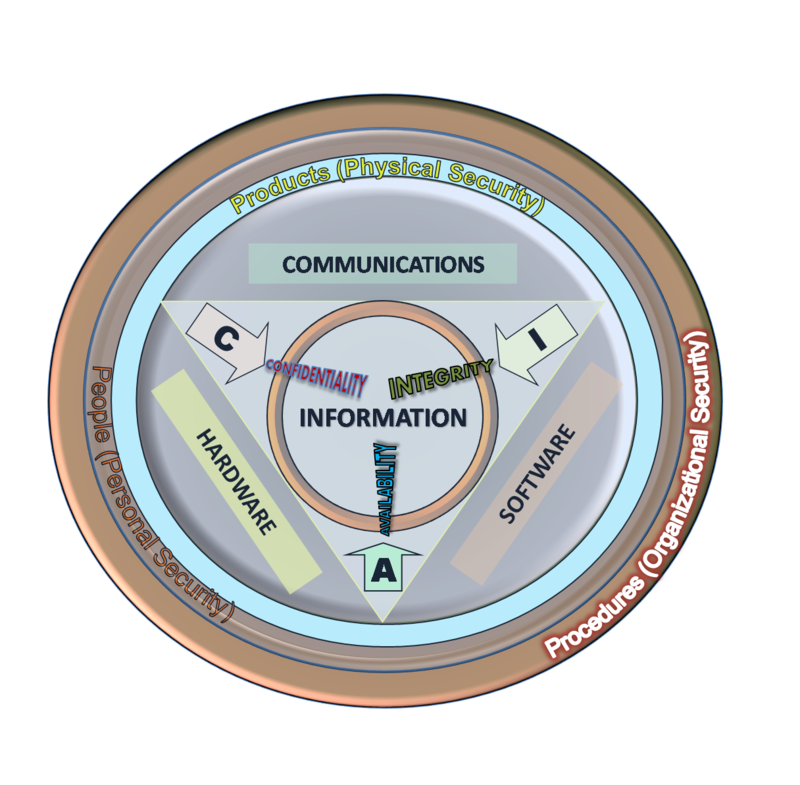 Products (Physical Security)
COMMUNICATIONS
C
I
CONFIDENTIALITY
INTEGRITY
INFORMATION
AVAILABILITY
A
HARDWARE
SOFTWARE
People (Personal Security)
Procedures (Organizational Security)